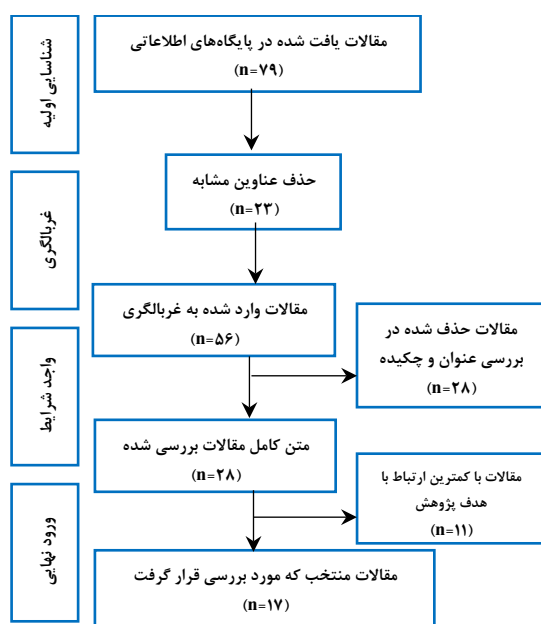 شناسایی اولیه
مقالات یافت شده در پایگاه‌های اطلاعاتی
(n=۷۹)
حذف عناوین مشابه
(n=۲۳)
غربالگری
مقالات وارد شده به غربالگری
(n=۵۶)
مقالات حذف شده در
بررسی عنوان و چکیده
(n=۲۸)
واجد شرایط
متن کامل مقالات بررسی شده
(n=۲۸)
مقالات با کمترین ارتباط با
هدف پژوهش
(n=۱۱)
ورود نهایی
مقالات منتخب که مورد بررسی قرار گرفت
(n=۱۷)